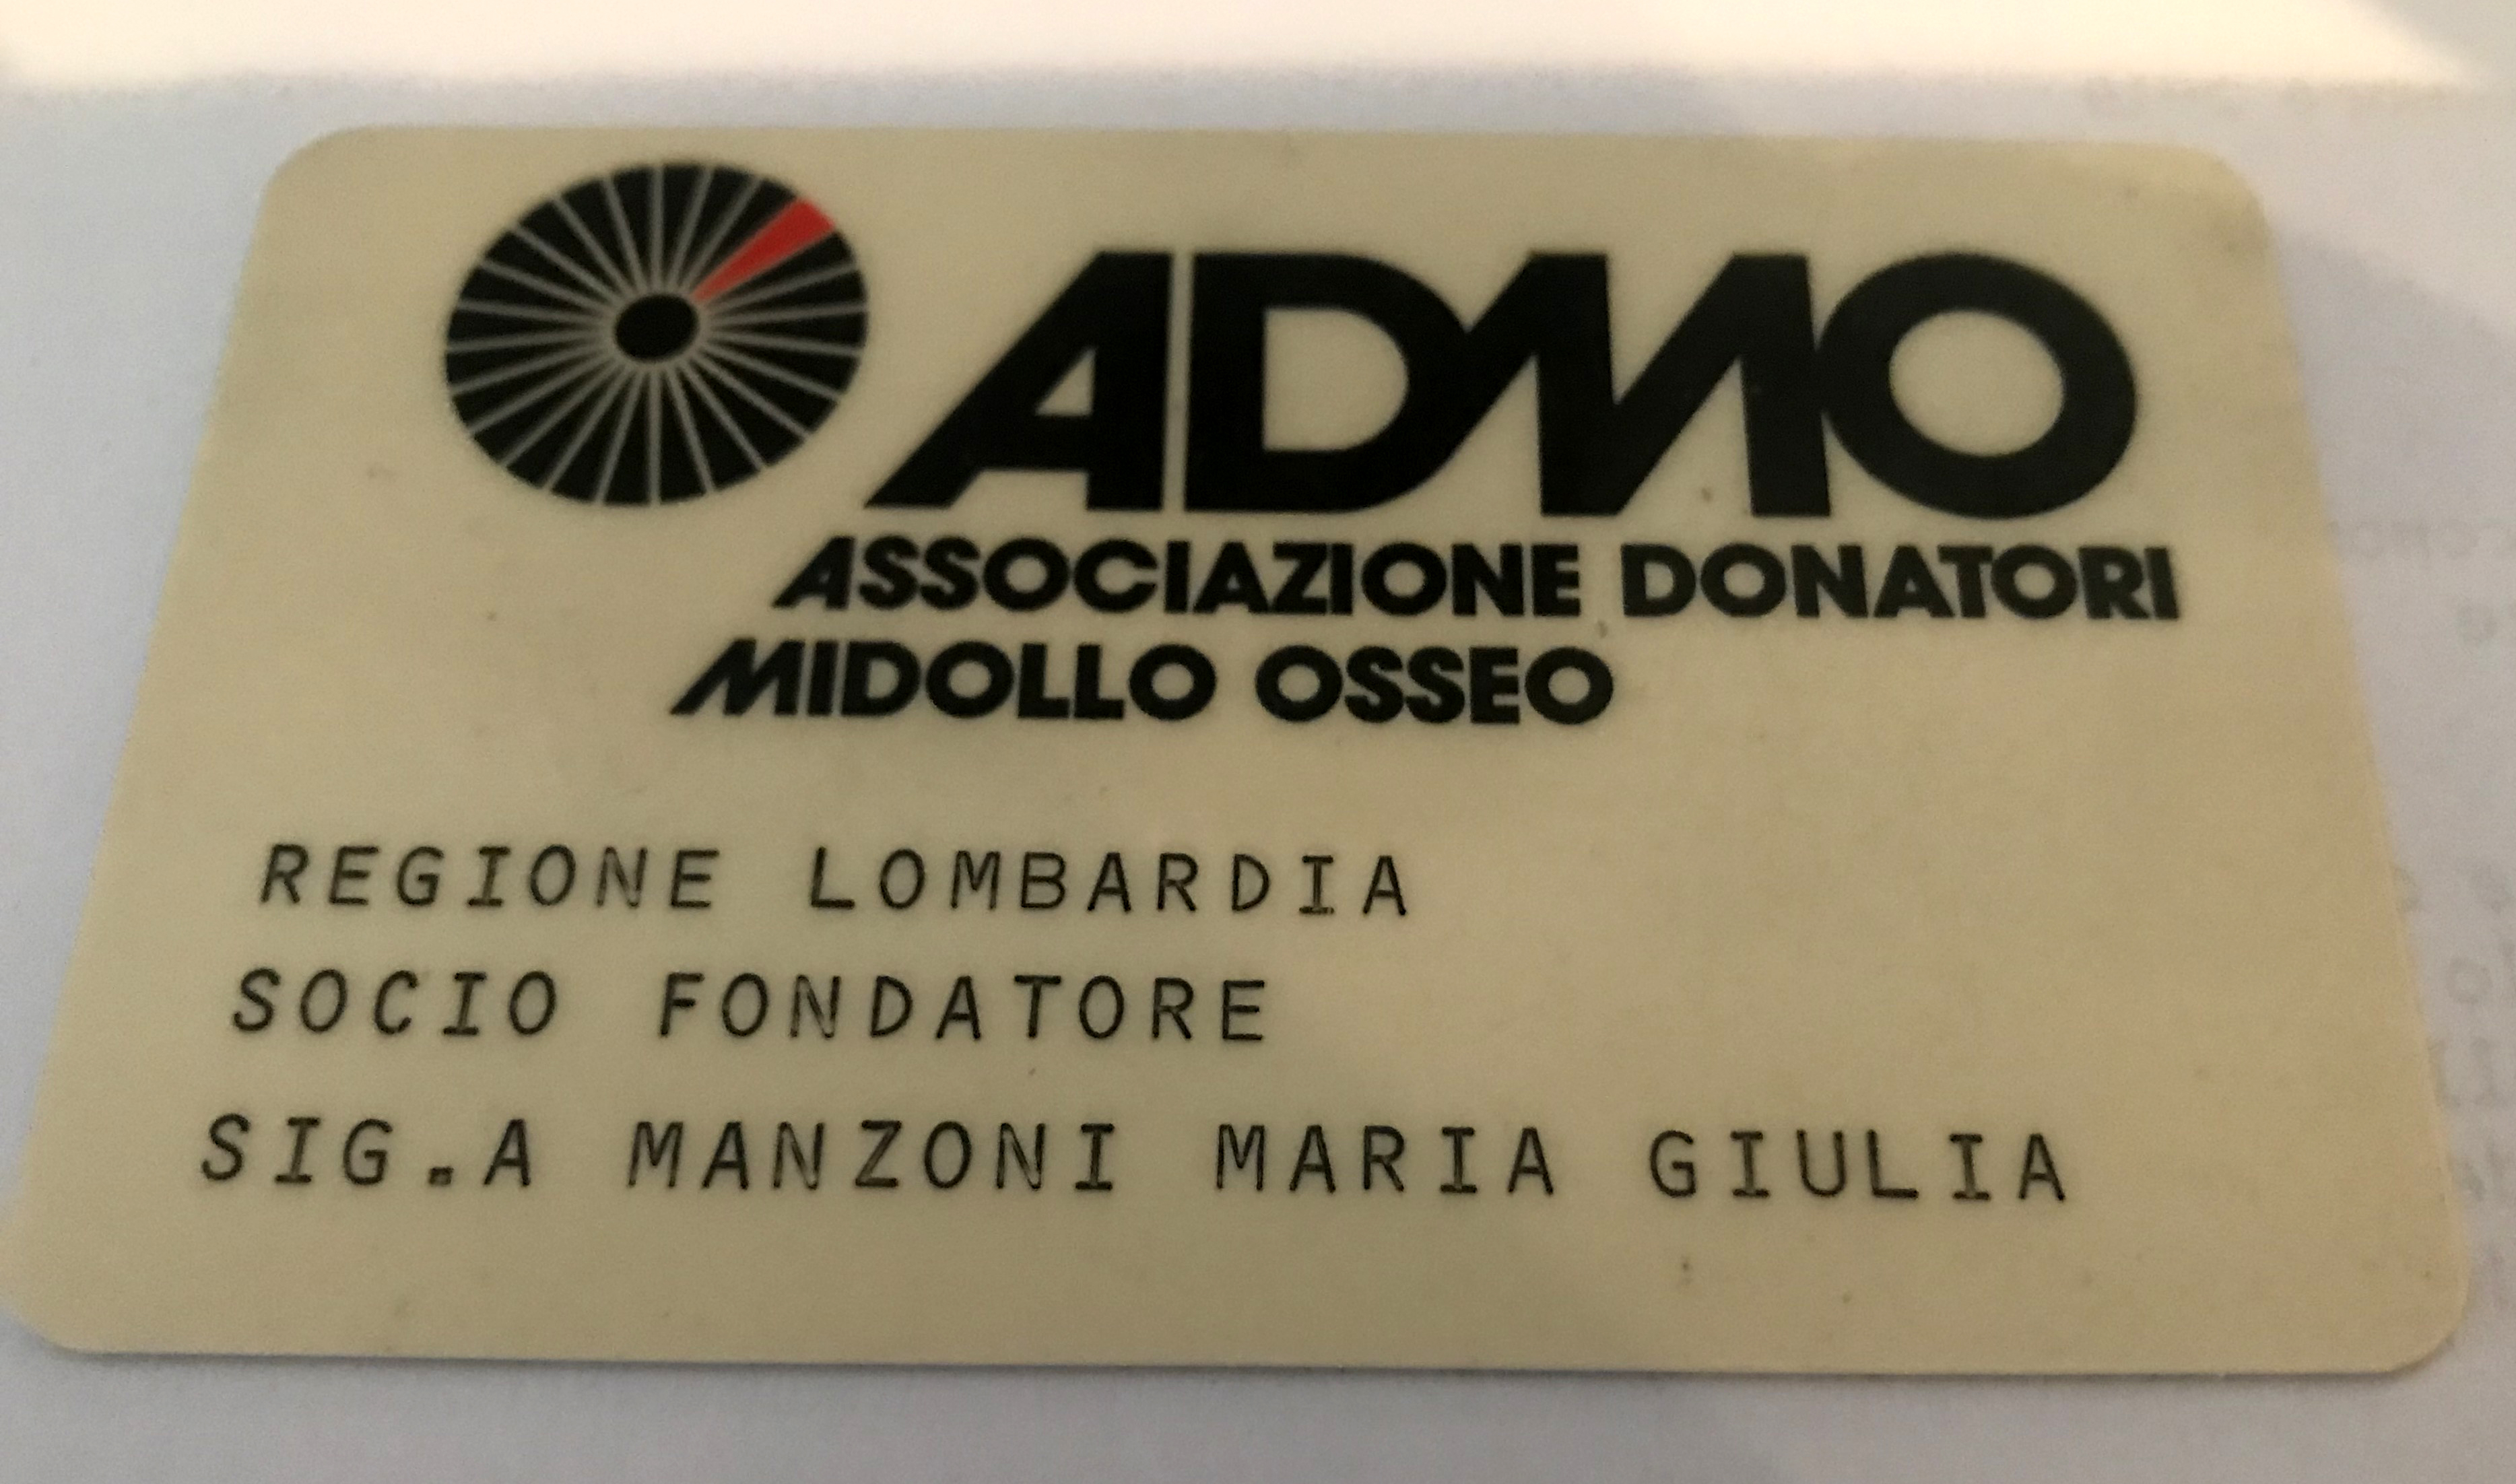 ADMO
ASSOCIAZIONE DONATORI
MIDOLLO OSSEO
REGIONE LOMBARDIA
SOCIO FONDATORE
SIG.A MANZONI MARIA GIULIA